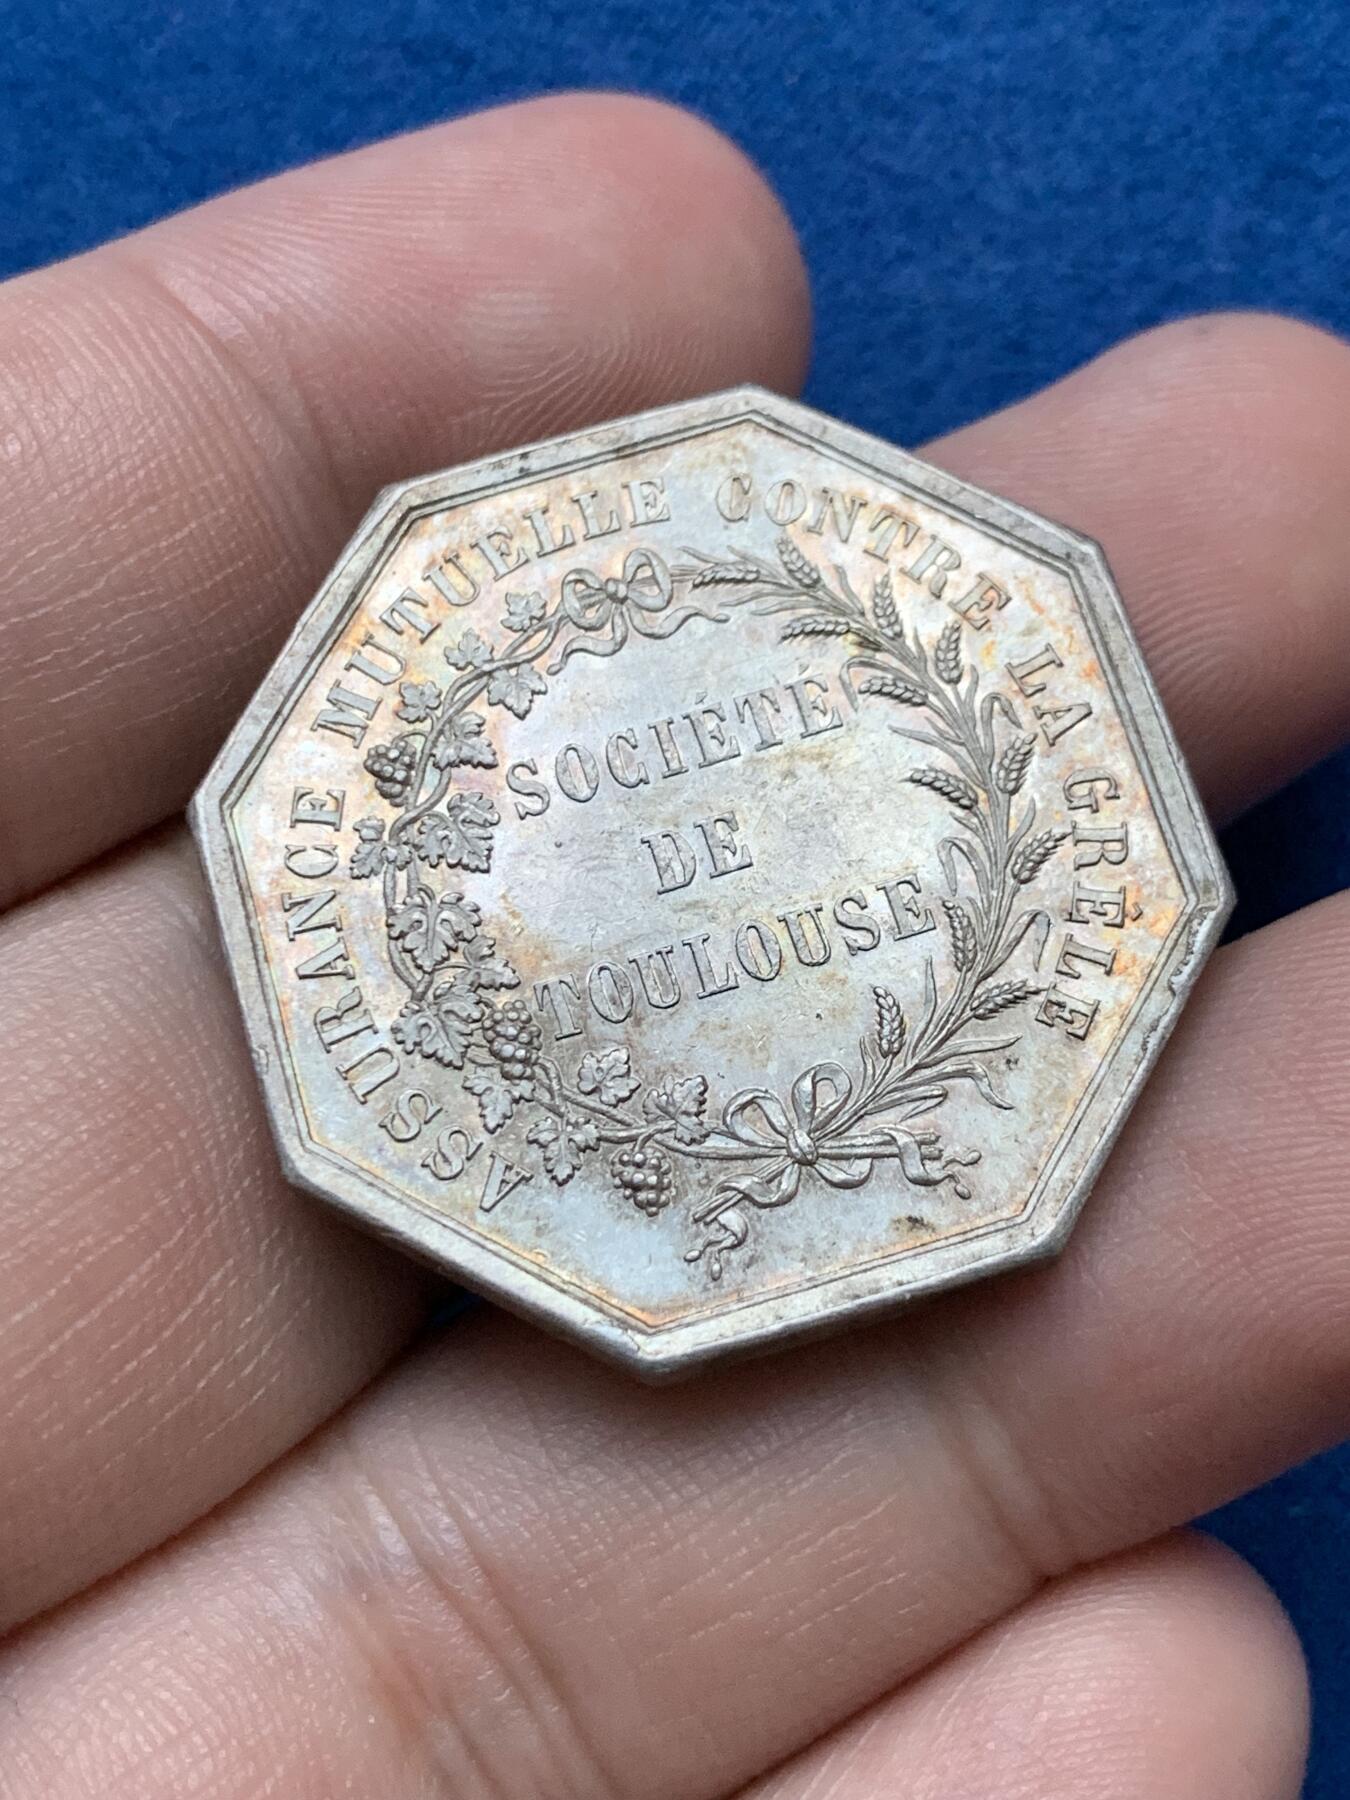 ASSURANCE MUTUELLE CONTRE LA GRÊLE
SOCIÉTÉ
DE
TOULOUSE